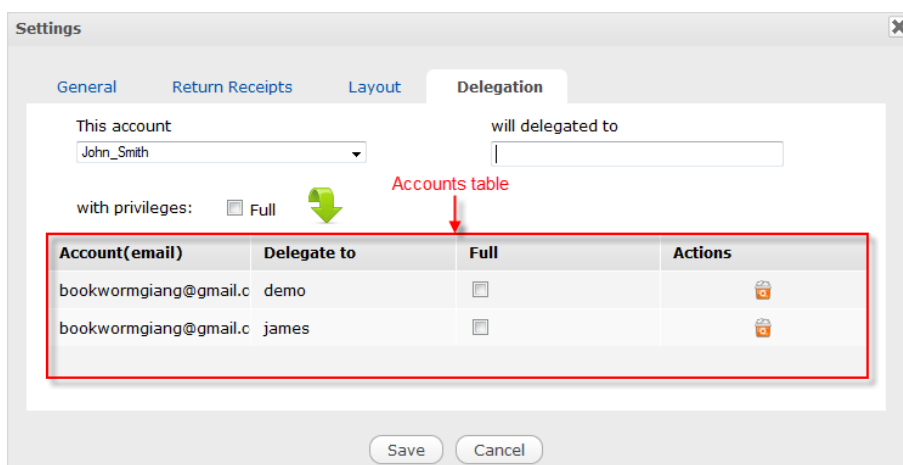 Settings
General Return Receipts Layout Delegation
This account will delegated to
John_Smith
Accounts table
with privileges: Full
Account(email) Delegate to Full Actions
bookwormgiang@gmail.c demo
bookwormgiang@gmail.c james
Save Cancel